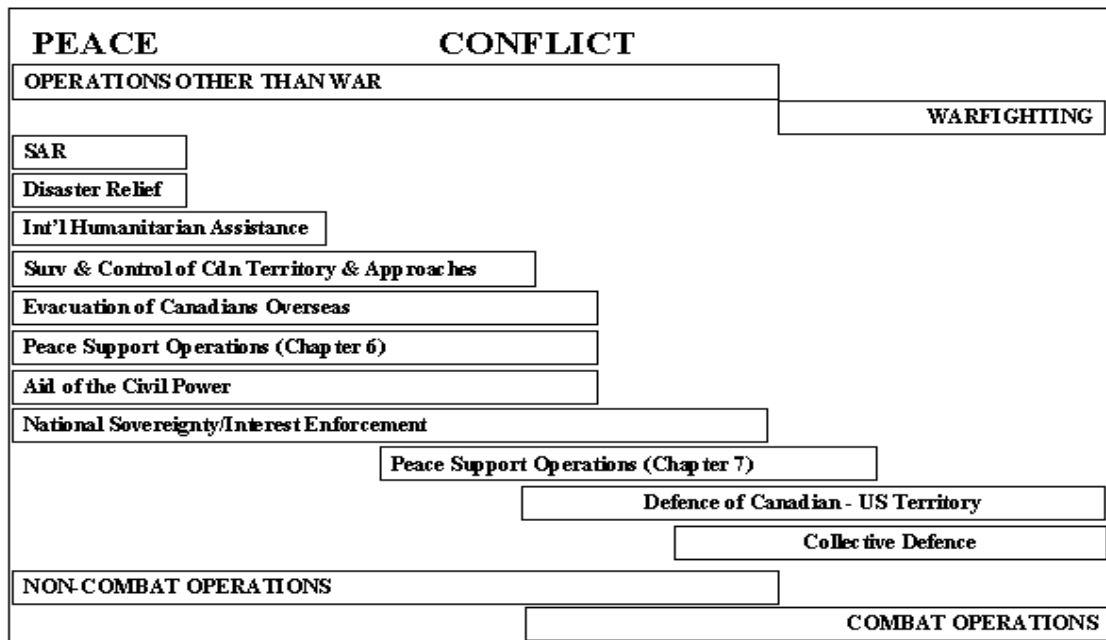 PEACE CONFLICT
OPERATIONS OTHER THAN WAR
WARFIGHTING
SAR
Disaster Relief
Int'l Humanitarian Assistance
Surv & Control of Cdn Territory & Approaches
Evacuation of Canadians Overseas
Peace Support Operations (Chapter 6)
Aid of the Civil Power
National Sovereignty/Interest Enforcement
Peace Support Operations (Chapter 7)
Defence of Canadian - US Territory
Collective Defence
NON-COMBAT OPERATIONS
COMBAT OPERATIONS